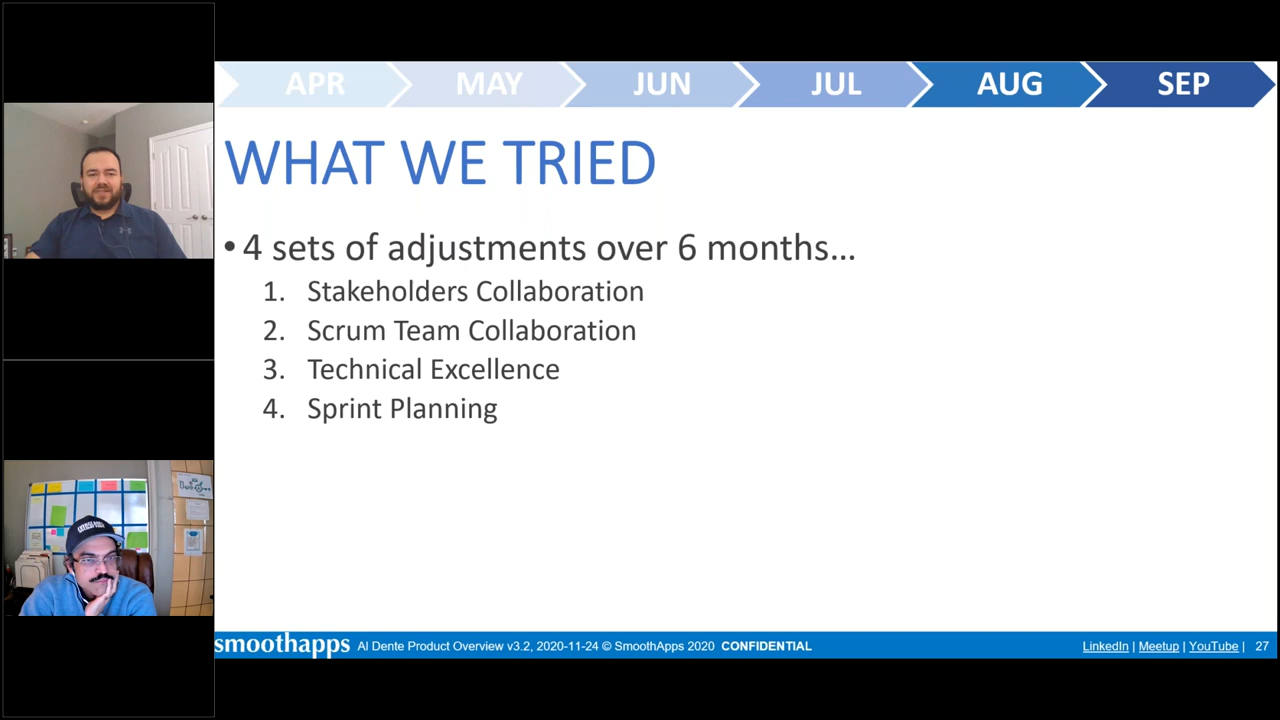 APR MAY JUN JUL AUG SEP
WHAT WE TRIED
• 4 sets of adjustments over 6 months...
1. Stakeholders Collaboration
2. Scrum Team Collaboration
3. Technical Excellence
4. Sprint Planning
smoothapps Al Dente Product Overview v3.2, 2020-11-24 © SmoothApps 2020 CONFIDENTIAL LinkedIn | Meetup | YouTube | 27